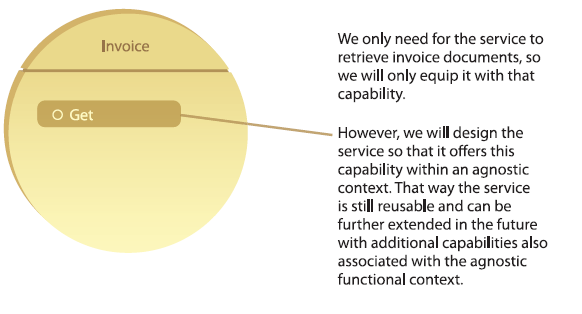 Invoice
Get
We only need for the service to
retrieve invoice documents, so
we will only equip it with that
capability.
However, we will design the
service so that it offers this
capability within an agnostic
context. That way the service
is still reusable and can be
further extended in the future
with additional capabilities also
associated with the agnostic
functional context.